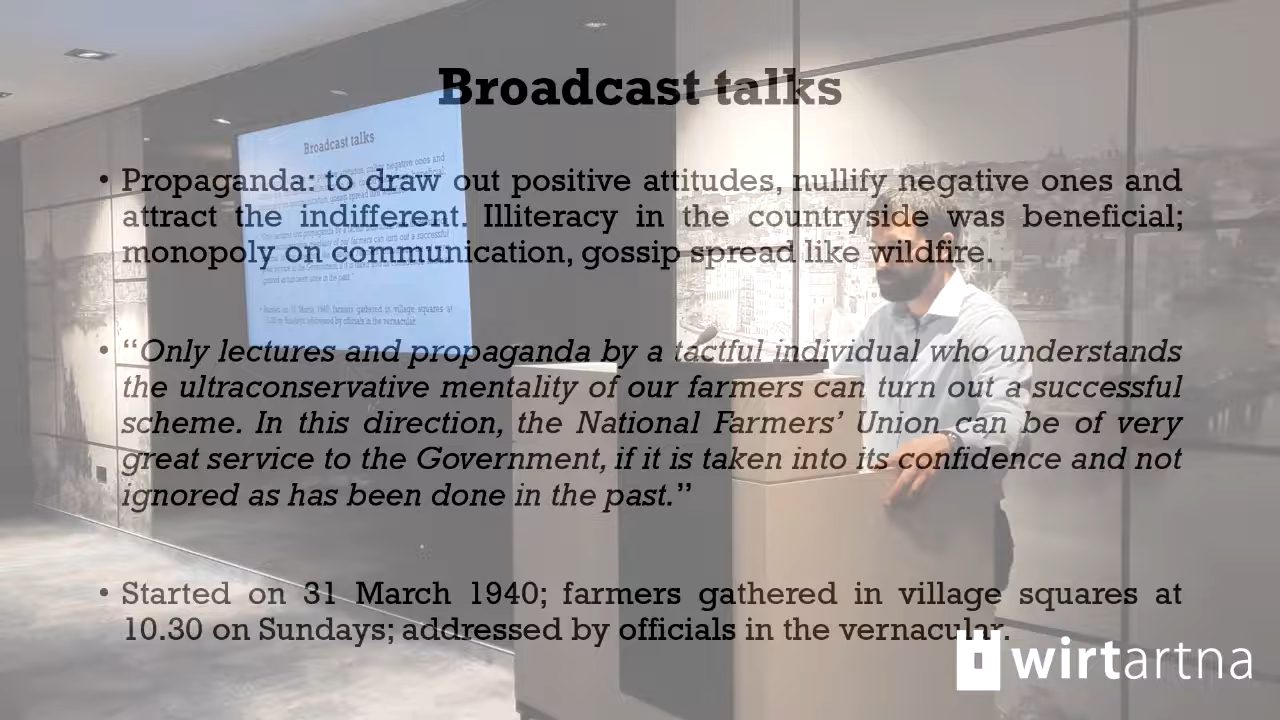 Broadcast talks
• Propaganda: to draw out positive attitudes, nullify negative ones and
attract the indifferent. Illiteracy in the countryside was beneficial;
monopoly on communication, gossip spread like wildfire.
• “Only lectures and propaganda by a tactful individual who understands
the ultraconservative mentality of our farmers can turn out a successful
scheme. In this direction, the National Farmers’ Union can be of very
great service to the Government, if it is taken into its confidence and not
ignored as has been done in the past.”
• Started on 31 March 1940; farmers gathered in village squares at
10.30 on Sundays; addressed by officials in the vernacular.
Broadcast talks
wirtartna